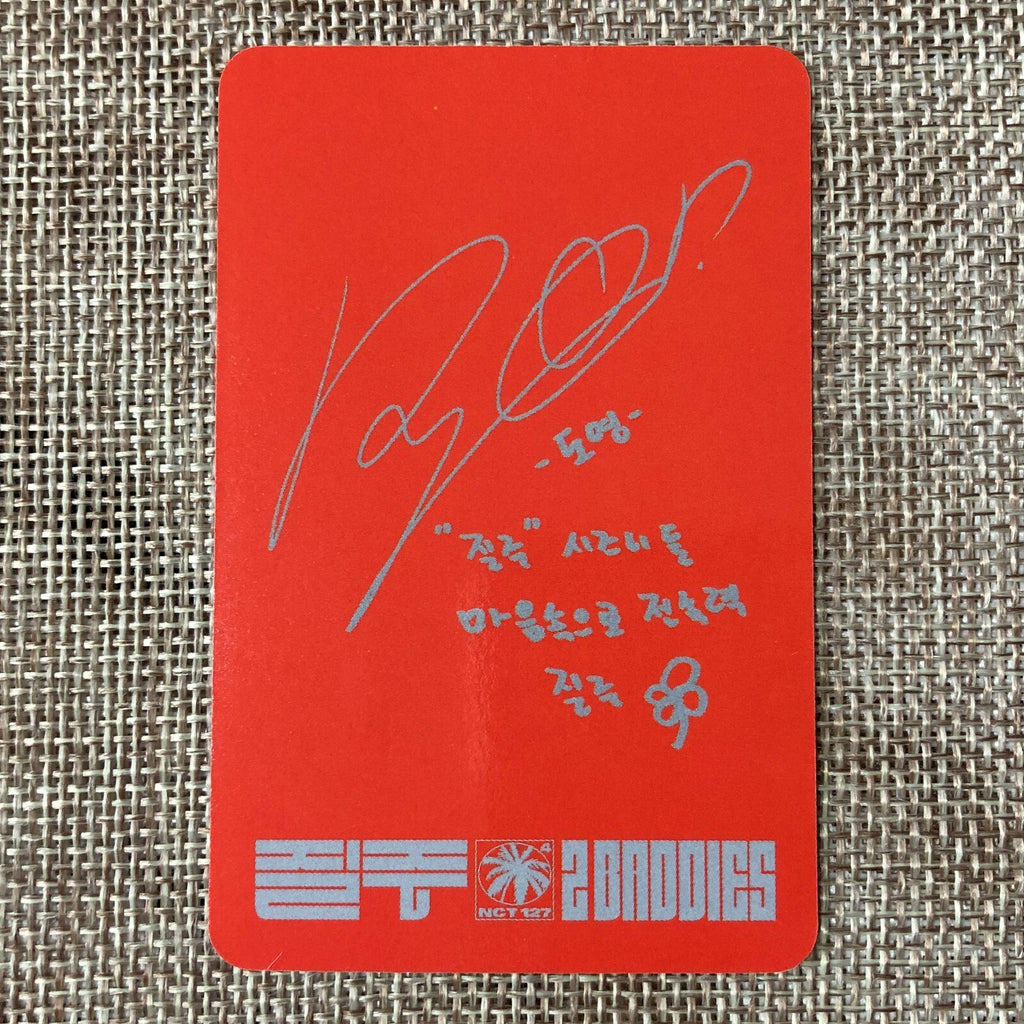 -도영-
"질주" 시즈니들
마음속으로 전속력
질주
질주 NCT 127 4 2 BADDIES